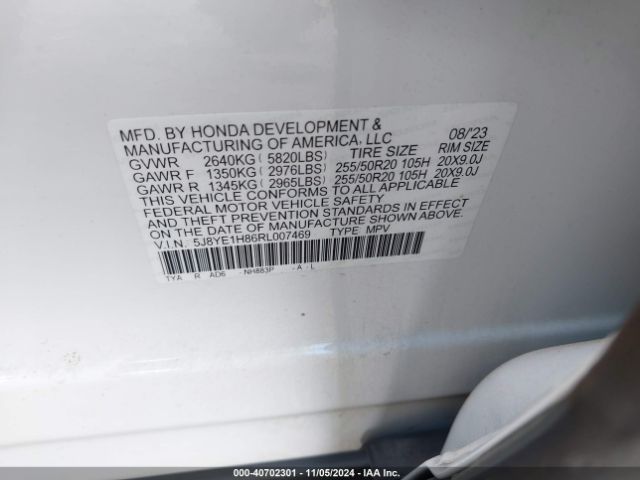 MFD. BY HONDA DEVELOPMENT &
MANUFACTURING OF AMERICA, LLC 08/'23
GVWR 2640KG ( 5820LBS) TIRE SIZE RIM SIZE
GAWR F 1350KG ( 2976LBS) 255/50R20 105H 20X9.0J
GAWR R 1345KG ( 2965LBS) 255/50R20 105H 20X9.0J
THIS VEHICLE CONFORMS TO ALL APPLICABLE
FEDERAL MOTOR VEHICLE SAFETY
STANDARDS IN EFFECT ON THE
DATE OF MANUFACTURE SHOWN ABOVE.
V.I.N. 5J8YE1H86RL007469 TYPE MPV
TYA R AD6 -NH883P -A-L
000-40702301 - 11/05/2024 - IAA Inc.